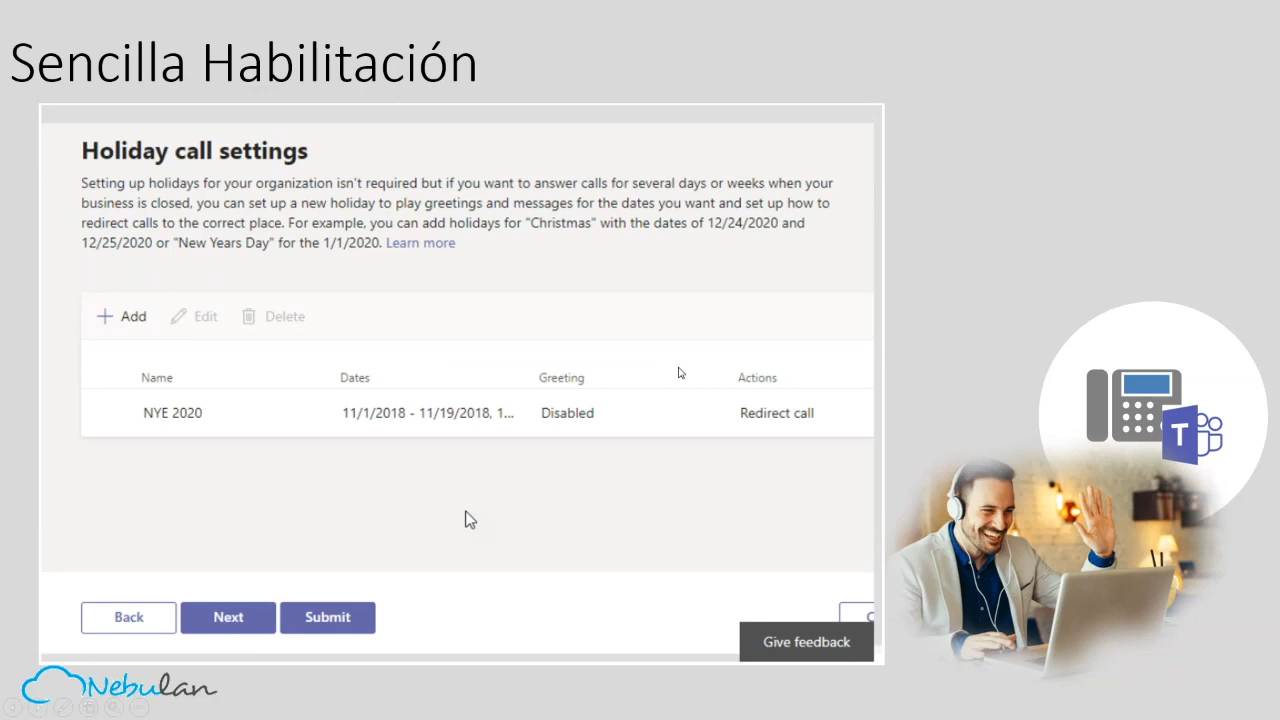 Sencilla Habilitación
Holiday call settings
Setting up holidays for your organization isn't required but if you want to answer calls for several days or weeks when your
business is closed, you can set up a new holiday to play greetings and messages for the dates you want and set up how to
redirect calls to the correct place. For example, you can add holidays for "Christmas" with the dates of 12/24/2020 and
12/25/2020 or "New Years Day" for the 1/1/2020. Learn more
Add Edit Delete
Name Dates Greeting Actions
NYE 2020 11/1/2018 - 11/19/2018, 1... Disabled Redirect call
Back Next Submit
Give feedback
T
Nebulan